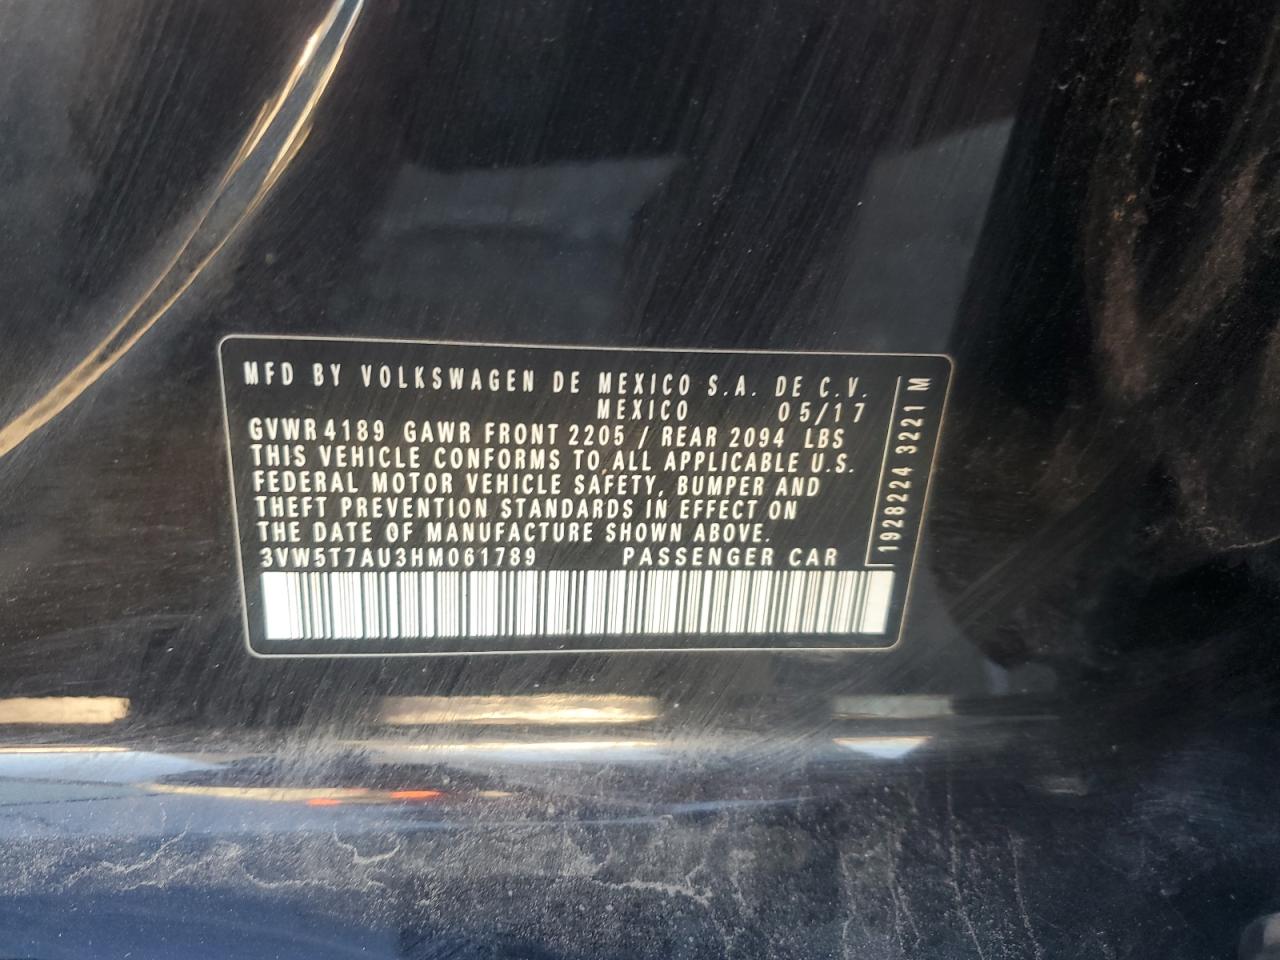 MFD BY VOLKSWAGEN DE MEXICO S.A. DE C.V.
MEXICO 05/17
GVWR 4189 GAWR FRONT 2205 / REAR 2094 LBS
THIS VEHICLE CONFORMS TO ALL APPLICABLE U.S.
FEDERAL MOTOR VEHICLE SAFETY, BUMPER AND
THEFT PREVENTION STANDARDS IN EFFECT ON
THE DATE OF MANUFACTURE SHOWN ABOVE.
3VW5T7AU3HM061789 PASSENGER CAR
1928224 3221 M